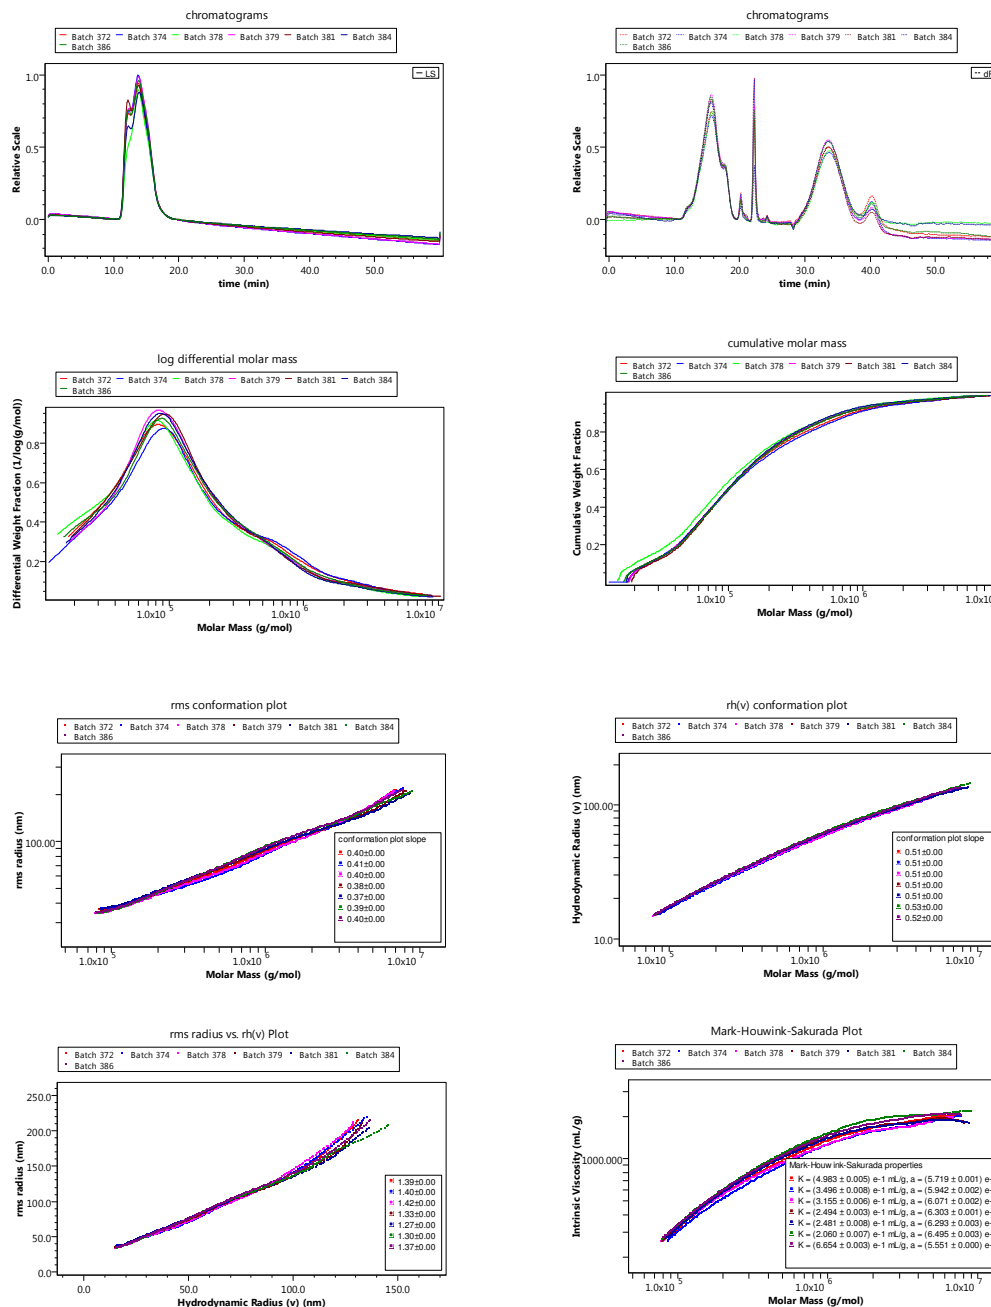 chromatograms
Batch 372 Batch 374 Batch 378 Batch 379 Batch 381 Batch 384
Batch 386
LS
1.0
0.5
0.0
Relative Scale
0.0 10.0 20.0 30.0 40.0 50.0
time (min)
chromatograms
Batch 372 Batch 374 Batch 378 Batch 379 Batch 381 Batch 384
Batch 386
1.0
0.5
0.0
Relative Scale
0.0 10.0 20.0 30.0 40.0 50.0
time (min)
log differential molar mass
Batch 372 Batch 374 Batch 378 Batch 379 Batch 381 Batch 384
Batch 386
0.8
0.6
0.4
0.2
Differential Weight Fraction (1/log(g/mol))
1.0x10 5 1.0x10 6 1.0x10 7
Molar Mass (g/mol)
cumulative molar mass
Batch 372 Batch 374 Batch 378 Batch 379 Batch 381 Batch 384
Batch 386
0.8
0.6
0.4
0.2
Cumulative Weight Fraction
1.0x10 5 1.0x10 6 1.0x10
Molar Mass (g/mol)
rms conformation plot
Batch 372 Batch 374 Batch 378 Batch 379 Batch 381 Batch 384
Batch 386
100.00
rms radius (nm)
conformation plot slope
0.40±0.00
0.41±0.00
0.40±0.00
0.38±0.00
0.37±0.00
0.39±0.00
0.40±0.00
1.0x10 5 1.0x10 6 1.0x10 7
Molar Mass (g/mol)
rh(v) conformation plot
Batch 372 Batch 374 Batch 378 Batch 379 Batch 381 Batch 384
Batch 386
100.00
10.0
Hydrodynamic Radius (v) (nm)
conformation plot slope
0.51±0.00
0.51±0.00
0.51±0.00
0.51±0.00
0.51±0.00
0.53±0.00
0.52±0.00
1.0x10 5 1.0x10 6 1.0x10 7
Molar Mass (g/mol)
rms radius vs. rh(v) Plot
Batch 372 Batch 374 Batch 378 Batch 379 Batch 381 Batch 384
Batch 386
250.0
200.0
150.0
100.0
50.0
0.0
rms radius (nm)
1.39±0.00
1.40±0.00
1.42±0.00
1.33±0.00
1.27±0.00
1.30±0.00
1.37±0.00
0.0 50.0 100.0 150.0
Hydrodynamic Radius (v) (nm)
Mark-Houwink-Sakurada Plot
Batch 372 Batch 374 Batch 378 Batch 379 Batch 381 Batch 384
Batch 386
1000.000
Intrinsic Viscosity (mL/g)
Mark-Houwink-Sakurada properties
K = (4.983 ± 0.005) e-1 mL/g, a = (5.719 ± 0.001) e-
K = (3.496 ± 0.008) e-1 mL/g, a = (5.942 ± 0.002) e-
K = (3.155 ± 0.006) e-1 mL/g, a = (6.071 ± 0.002) e-
K = (2.494 ± 0.003) e-1 mL/g, a = (6.303 ± 0.001) e-
K = (2.481 ± 0.008) e-1 mL/g, a = (6.293 ± 0.003) e-
K = (2.060 ± 0.007) e-1 mL/g, a = (6.495 ± 0.003) e-
K = (6.654 ± 0.003) e-1 mL/g, a = (5.551 ± 0.000) e-
1.0x10 5 1.0x10 6 1.0x10 7
Molar Mass (g/mol)